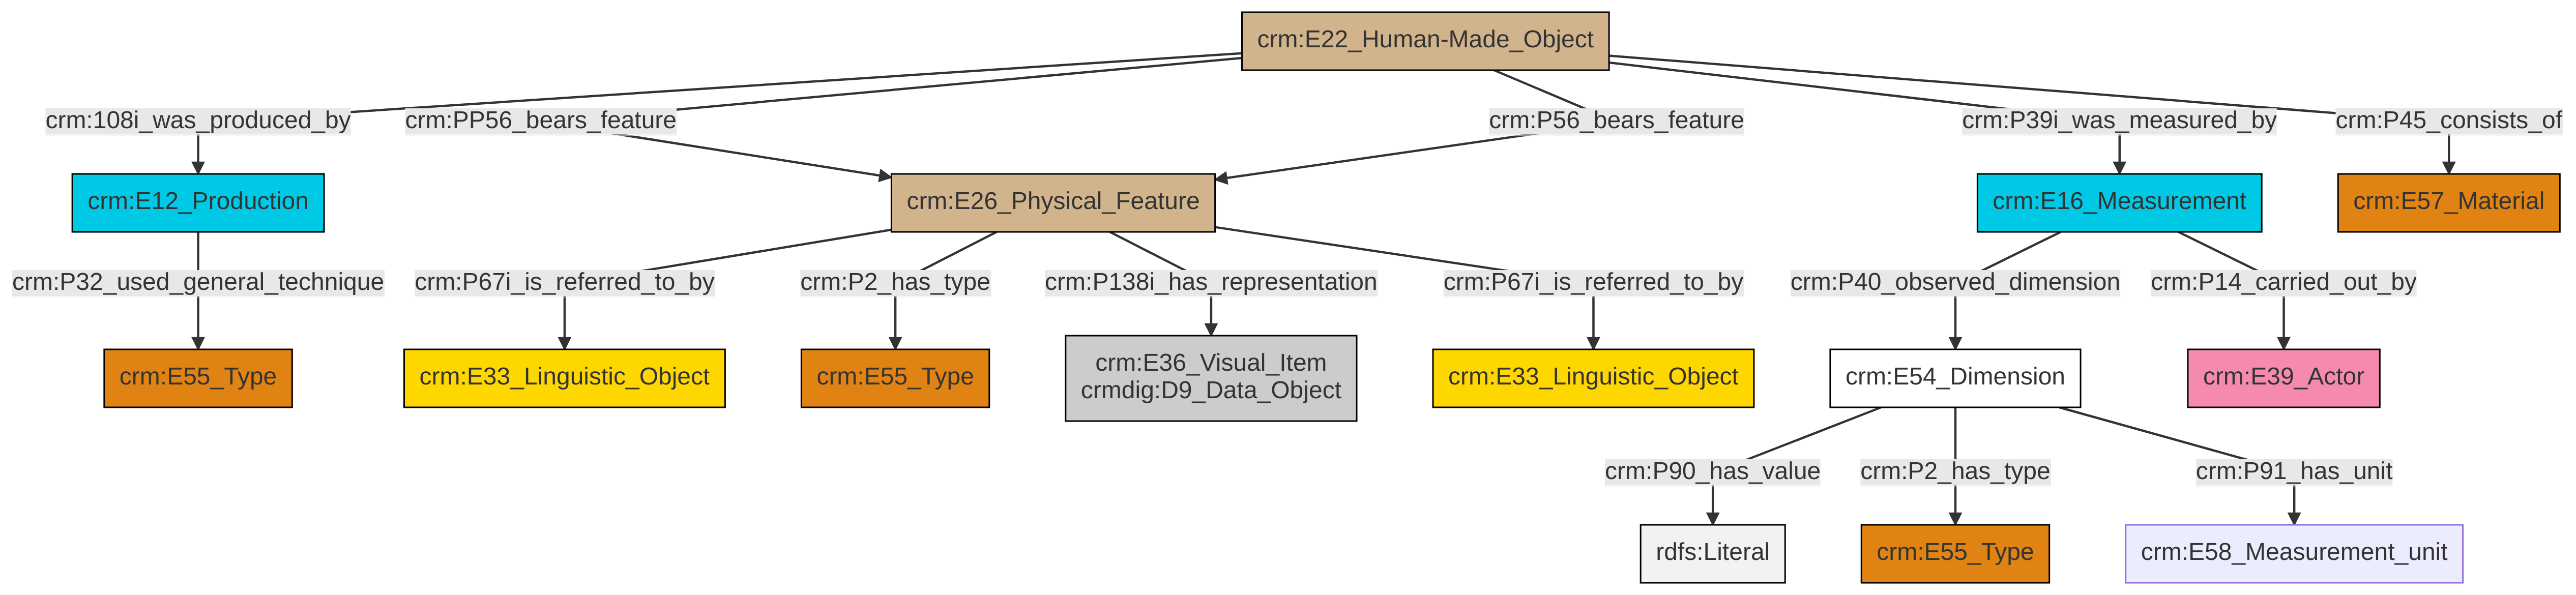 crm:E22_Human-Made_Object
crm:108i_was_produced_by
crm:PP56_bears_feature
crm:P56_bears_feature
crm:P39i_was_measured_by
crm:P45_consists_of
crm:E12_Production
crm:E26_Physical_Feature
crm:E16_Measurement
crm:E57_Material
crm:P32_used_general_technique
crm:P67i_is_referred_to_by
crm:P2_has_type
crm:P138i_has_representation
crm:P67i_is_referred_to_by
crm:P40_observed_dimension
crm:P14_carried_out_by
crm:E55_Type
crm:E33_Linguistic_Object
crm:E55_Type
crm:E36_Visual_Item
crmdig:D9_Data_Object
crm:E33_Linguistic_Object
crm:E54_Dimension
crm:E39_Actor
crm:P90_has_value
crm:P2_has_type
crm:P91_has_unit
rdfs:Literal
crm:E55_Type
crm:E58_Measurement_unit